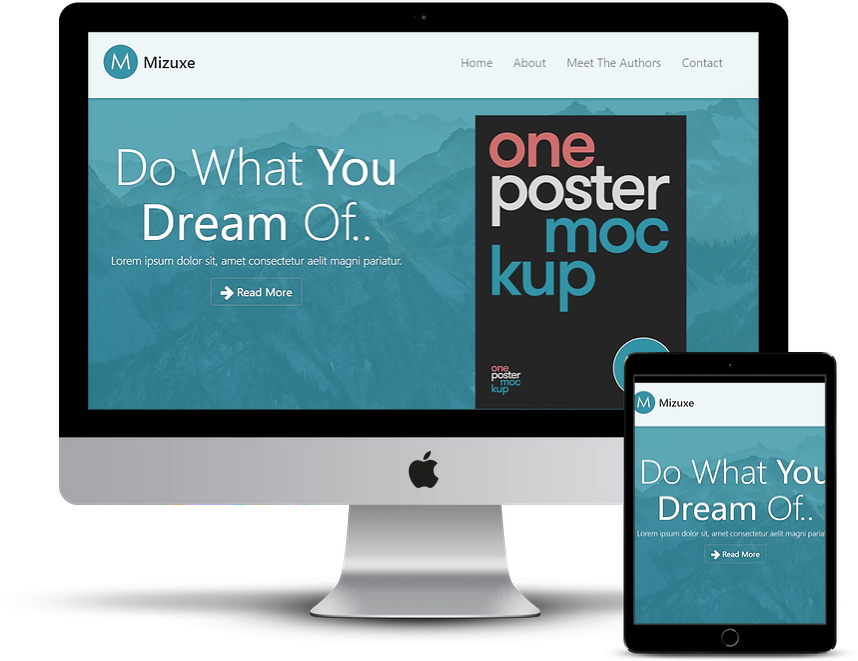 M Mizuxe
Home About Meet The Authors Contact
Do What You
Dream Of..
Lorem ipsum dolor sit, amet consectetur aelit magni pariatur.
Read More
one
poster
moc
kup
one
poster
moc
kup
M Mizuxe
Do What You
Dream Of..
Lorem ipsum dolor sit, amet consectetur aelit magni
Read More